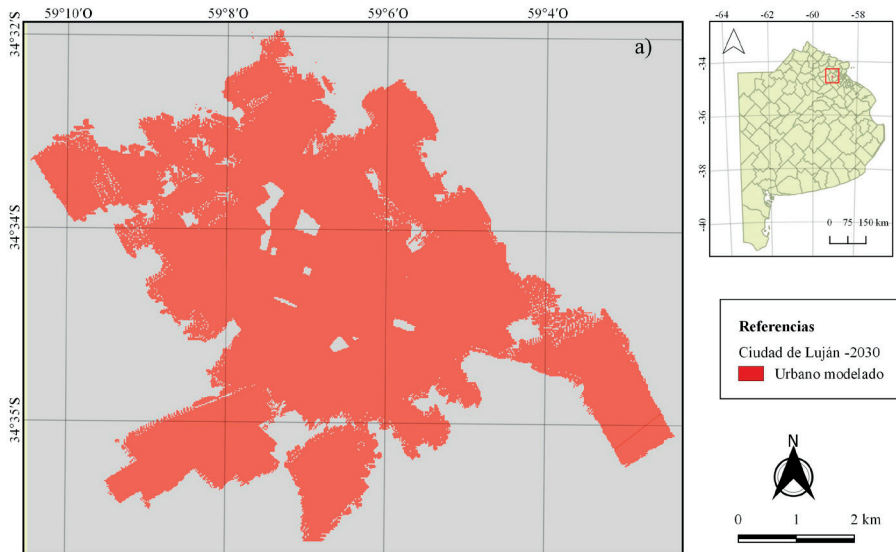 59°10'S
59°8'S
59°6'S
59°4'S
34°32'S
34°34'S
34°35'S
a)
-64
-62
-60
-58
-34
-36
-38
-40
0 75 150 km
Referencias
Ciudad de Luján -2030
Urbano modelado
N
0 1 2 km